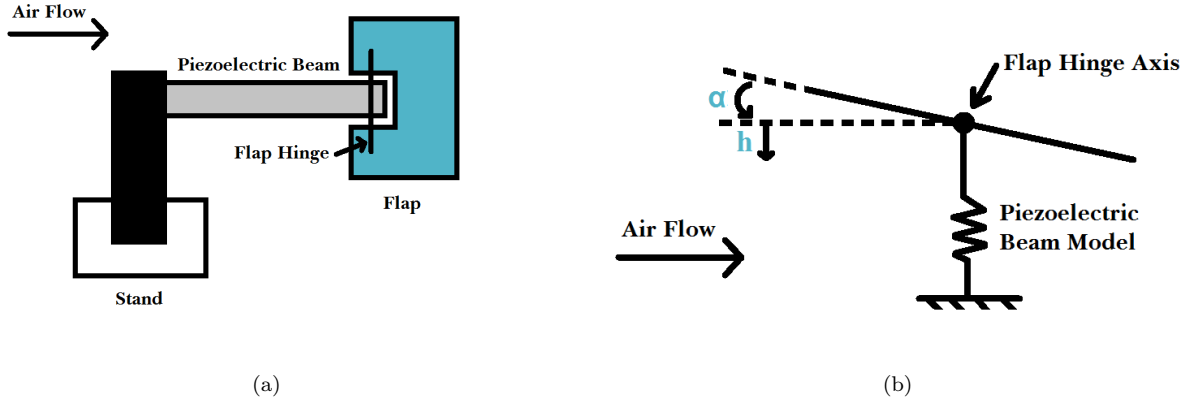 Air Flow
Piezoelectric Beam
Flap Hinge
Flap
Stand
(a)
Flap Hinge Axis
α
h
Air Flow
Piezoelectric
Beam Model
(b)